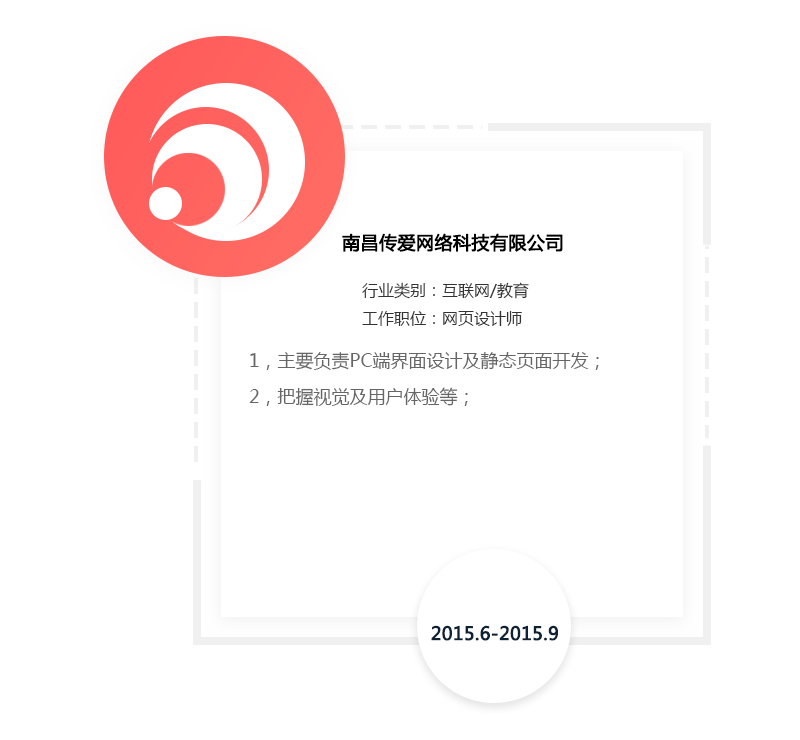 南昌传爱网络科技有限公司
行业类别：互联网/教育
工作职位：网页设计师
1，主要负责PC端界面设计及静态页面开发；
2，把握视觉及用户体验等；
2015.6-2015.9